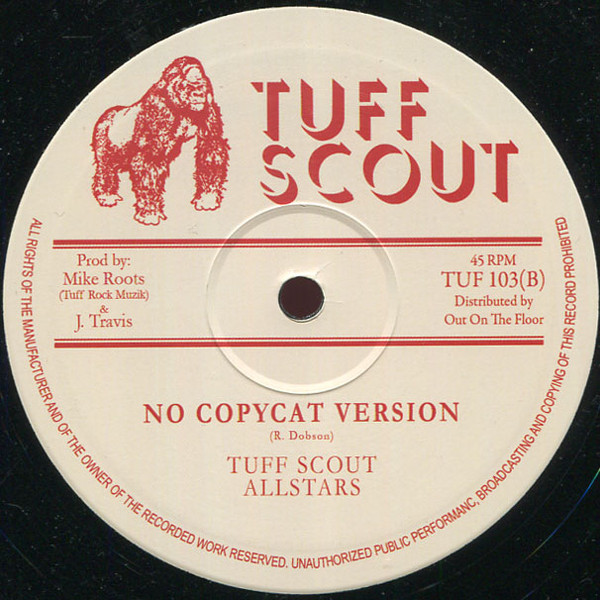 TUFF
SCOUT
Prod by:
Mike Roots
(Tuff Rock Muzik)
&
J. Travis
45 RPM
TUF 103(B)
Distributed by
Out On The Floor
NO COPYCAT VERSION
(R. Dobson)
TUFF SCOUT
ALLSTARS
ALL RIGHTS OF THE MANUFACTURER AND OF THE OWNER OF THE RECORDED WORK RESERVED. UNAUTHORIZED PUBLIC PERFORMANC, BROADCASTING AND COPYING OF THIS RECORD PROHIBITED